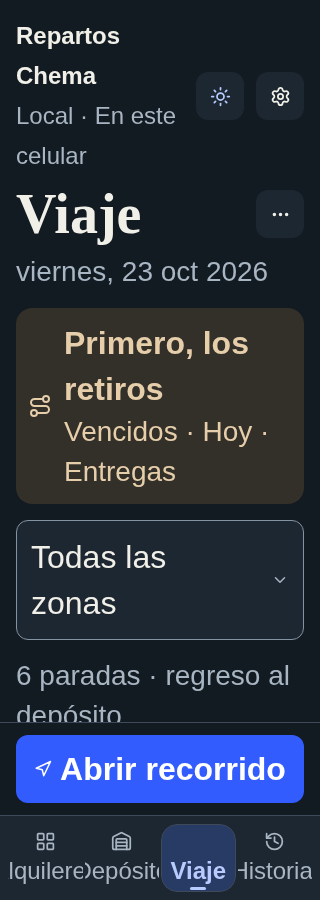 Repartos
Chema
Local · En este
celular
Viaje
viernes, 23 oct 2026
Primero, los
retiros
Vencidos · Hoy ·
Entregas
Todas las
zonas
6 paradas · regreso al
depósito
Abrir recorrido
Viaje